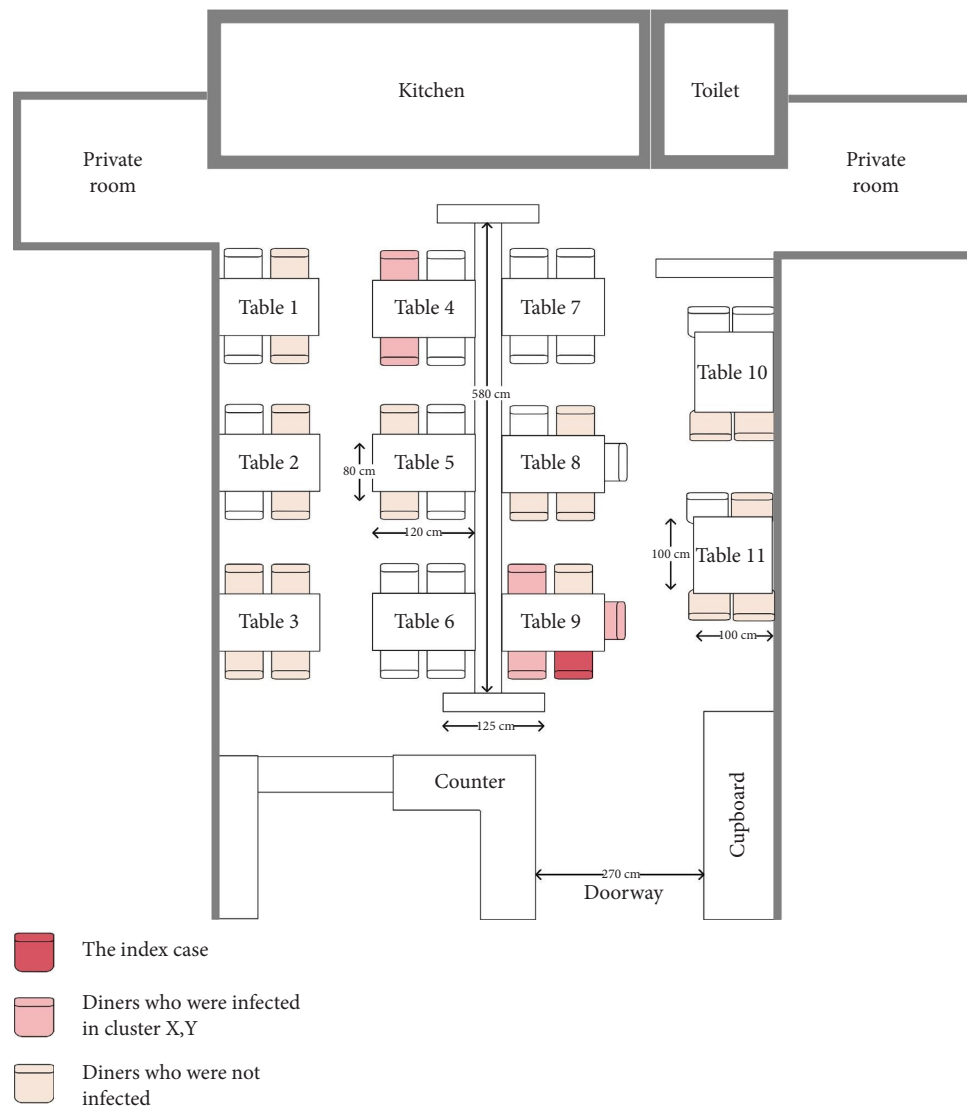 Kitchen
Toilet
Private
room
Private
room
Table 1
Table 4
Table 7
Table 10
580 cm
Table 2
80 cm
Table 5
Table 8
120 cm
Table 11
100 cm
100 cm
Table 3
Table 6
Table 9
125 cm
Counter
Cupboard
270 cm
Doorway
The index case
Diners who were infected
in cluster X,Y
Diners who were not
infected